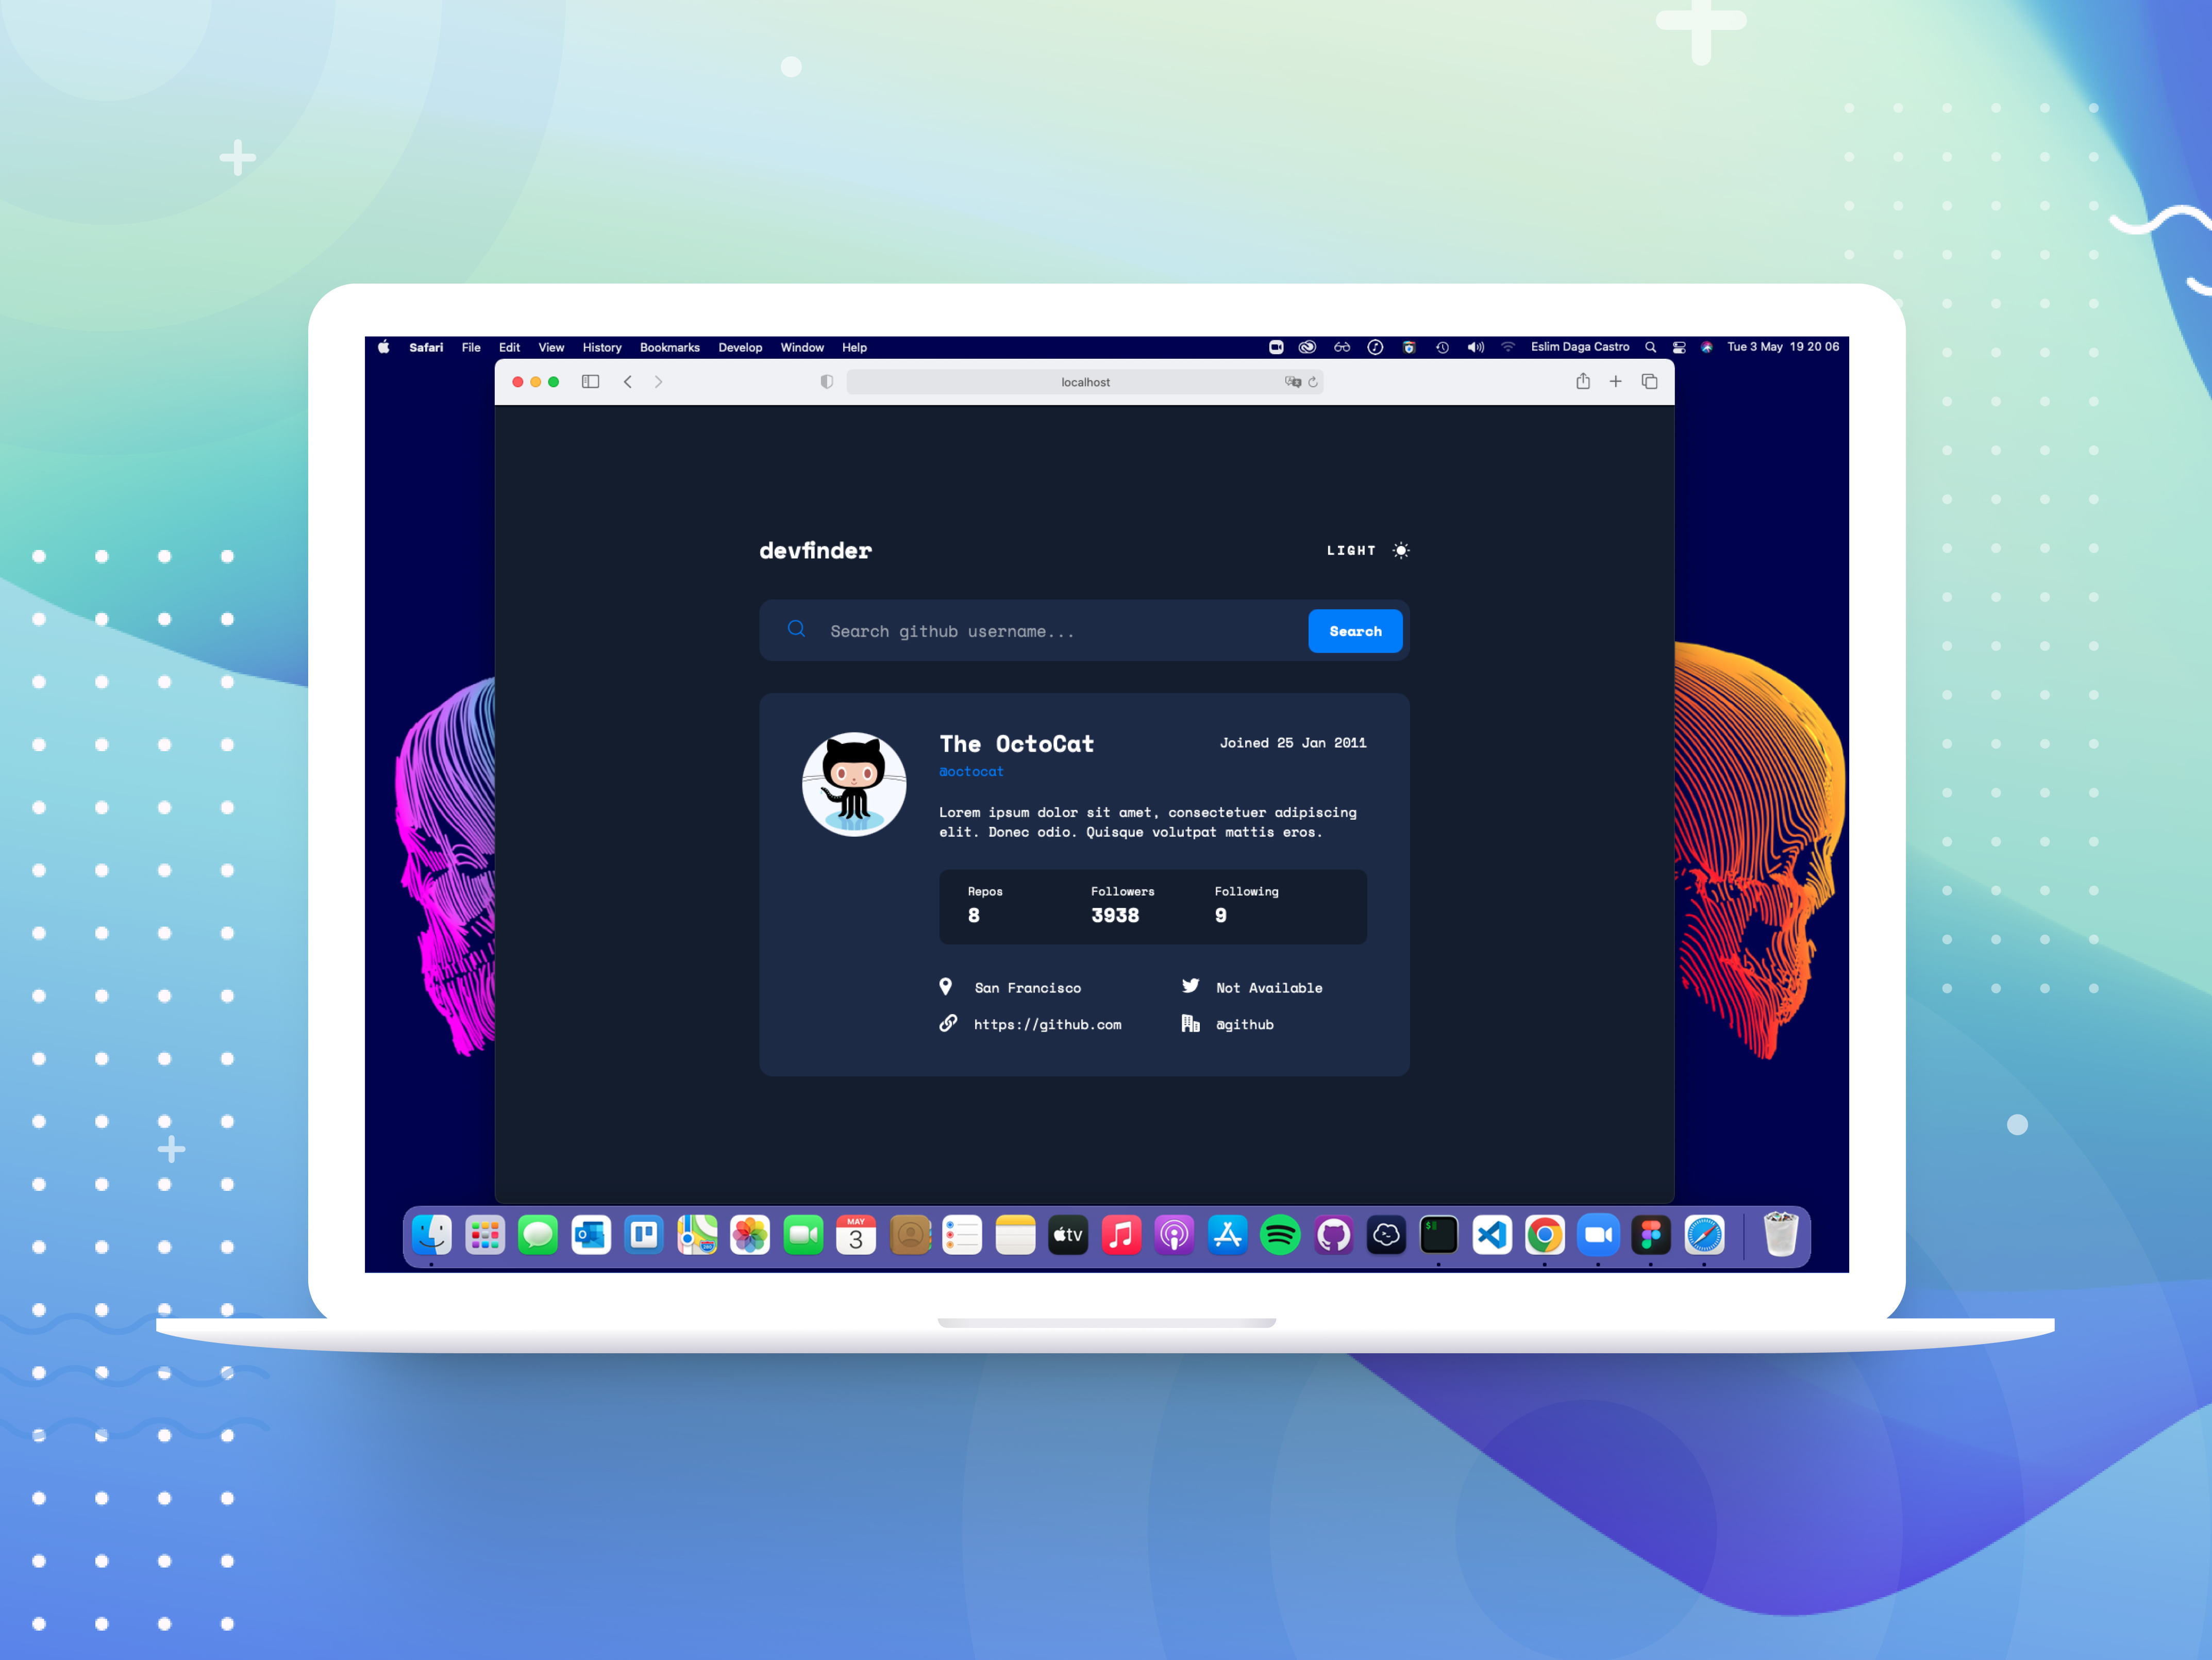 Safari File Edit View History Bookmarks Develop Window Help Eslim Daga Castro Tue 3 May 19 20 06
localhost
devfinder LIGHT
Search github username... Search
The OctoCat Joined 25 Jan 2011
@octocat
Lorem ipsum dolor sit amet, consectetuer adipiscing
elit. Donec odio. Quisque volutpat mattis eros.
Repos Followers Following
8 3938 9
San Francisco Not Available
https://github.com @github
MAY
3
tv